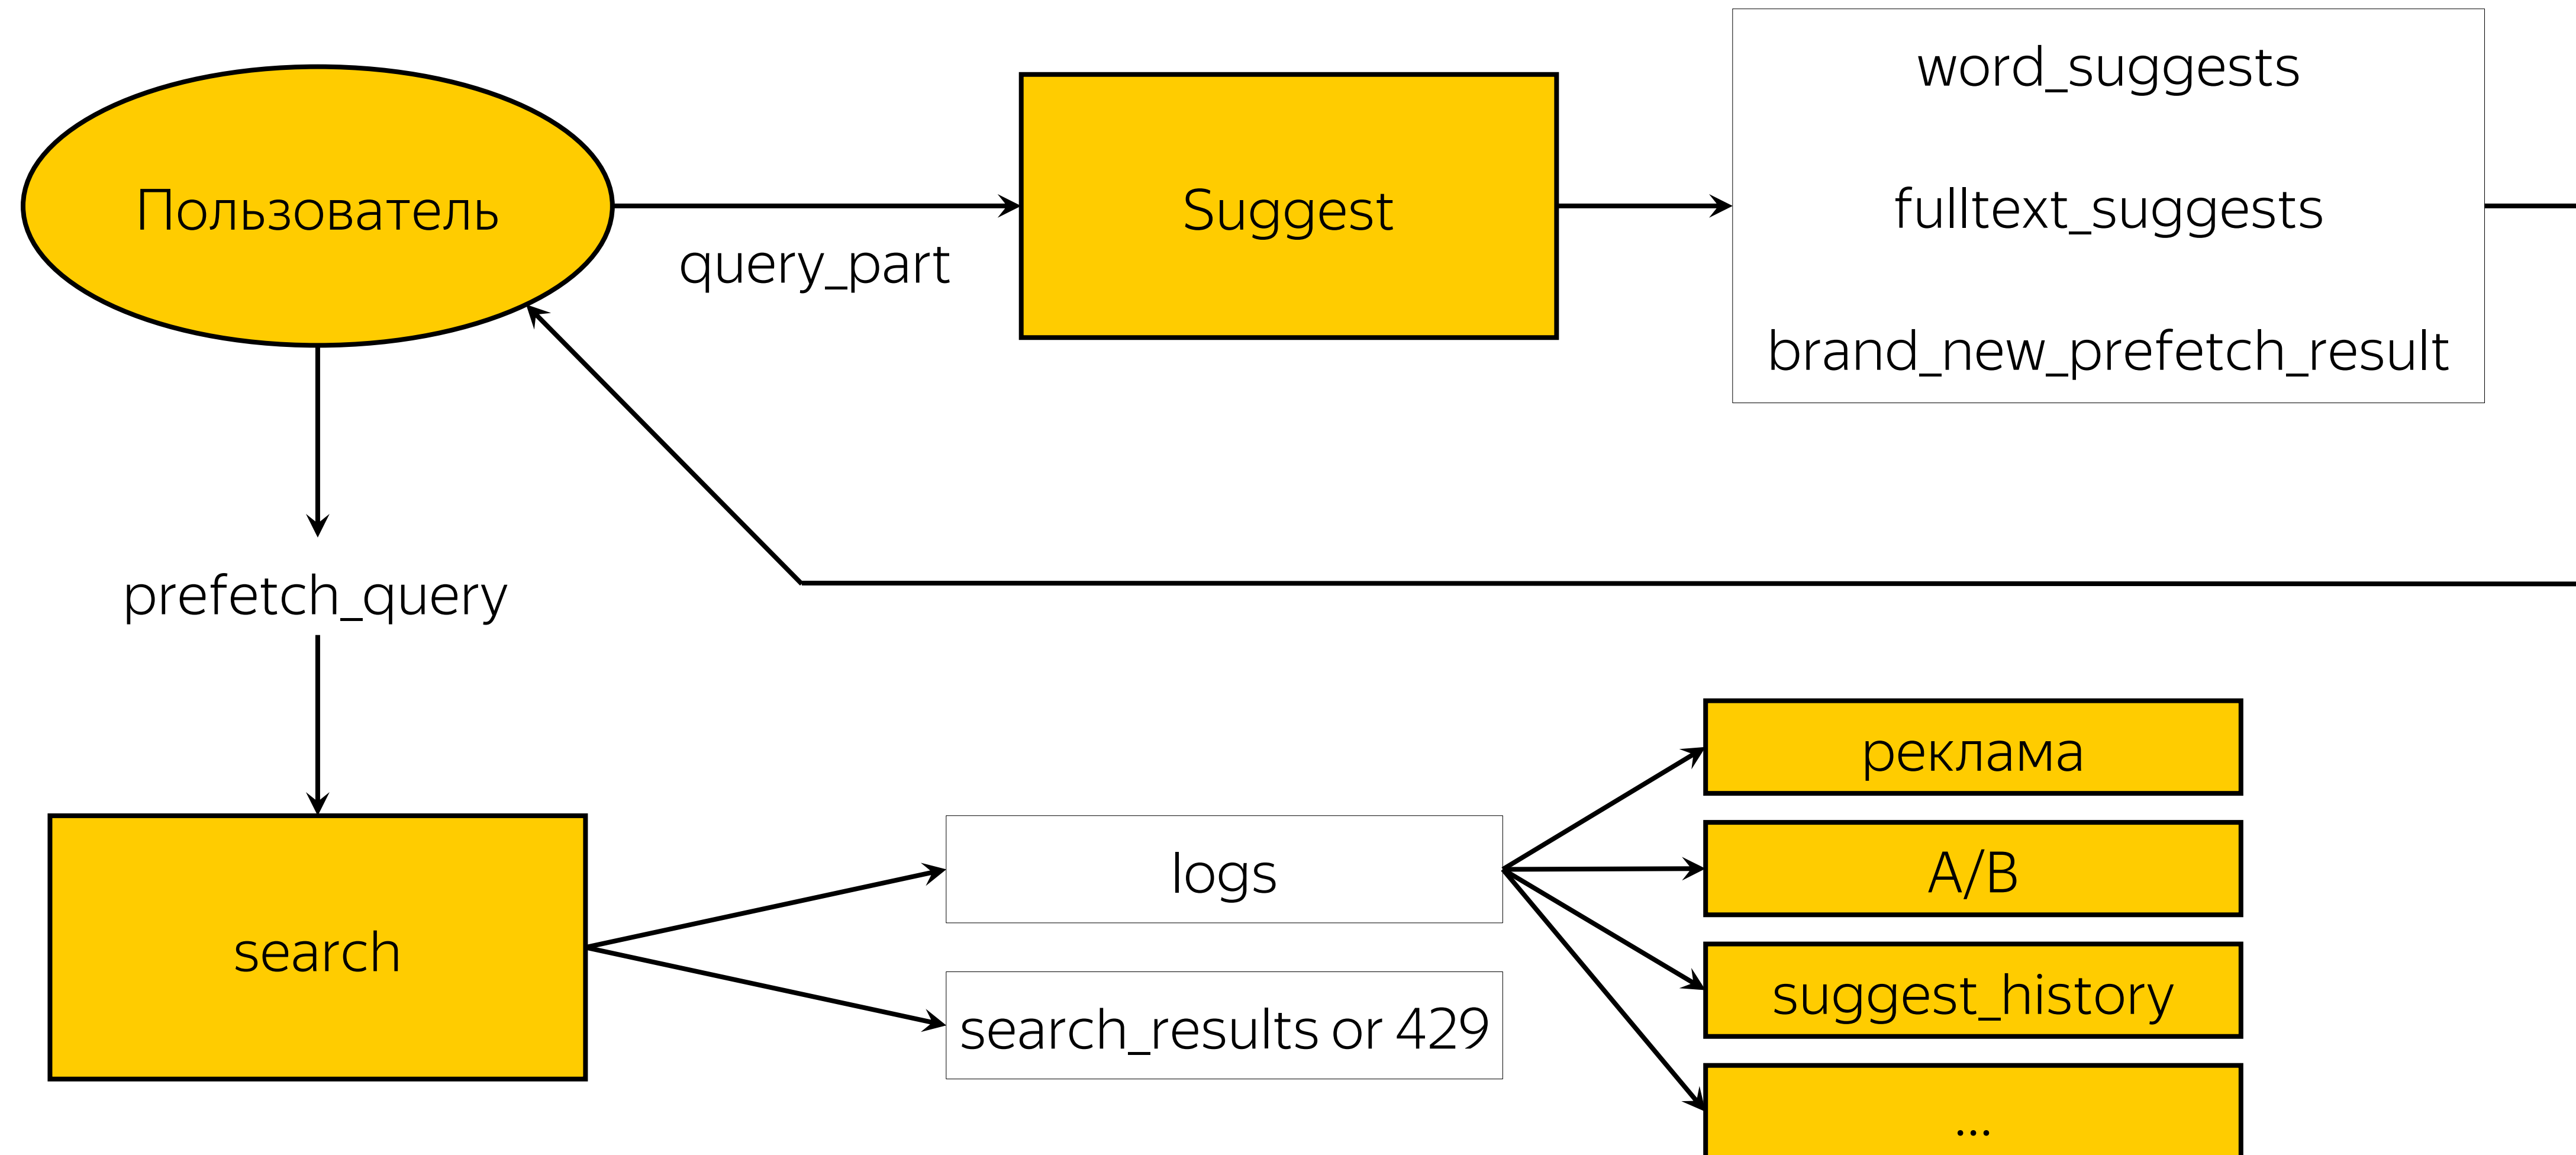 Пользователь
query_part
Suggest
word_suggests
fulltext_suggests
brand_new_prefetch_result
prefetch_query
search
logs
search_results or 429
реклама
A/B
suggest_history
...